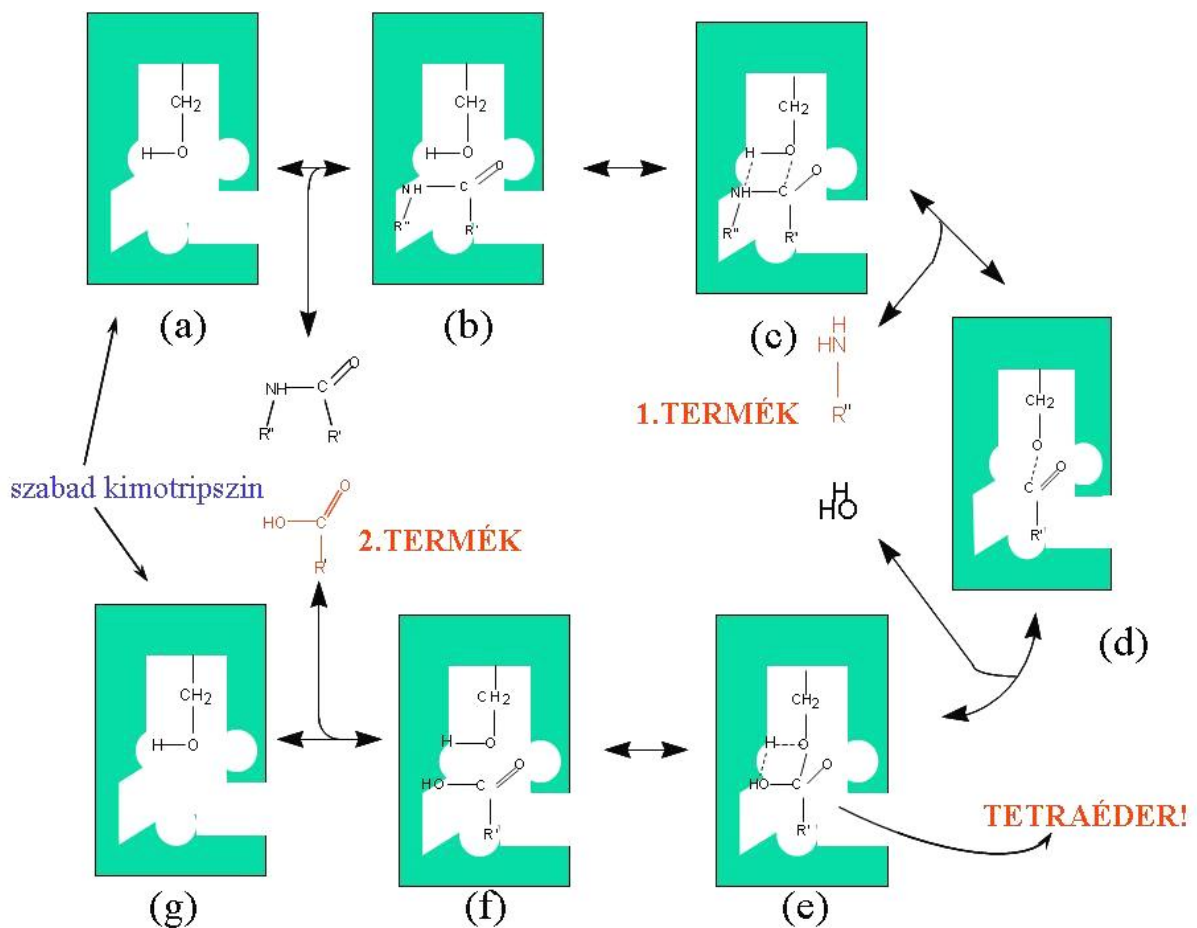 CH2
H O
(a)
CH2
H O
NH C O
R" R'
(b)
CH2
H O
NH C O
R" R'
(c)
NH C O
R" R'
H
HN
R"
1.TERMÉK
CH2
O
C O
R'
(d)
szabad kimotripszin
HO C O
R'
2.TERMÉK
H
HO
CH2
H O
(g)
CH2
H O
HO C O
R'
(f)
CH2
H O
HO C O
R'
(e)
TETRAÉDER!